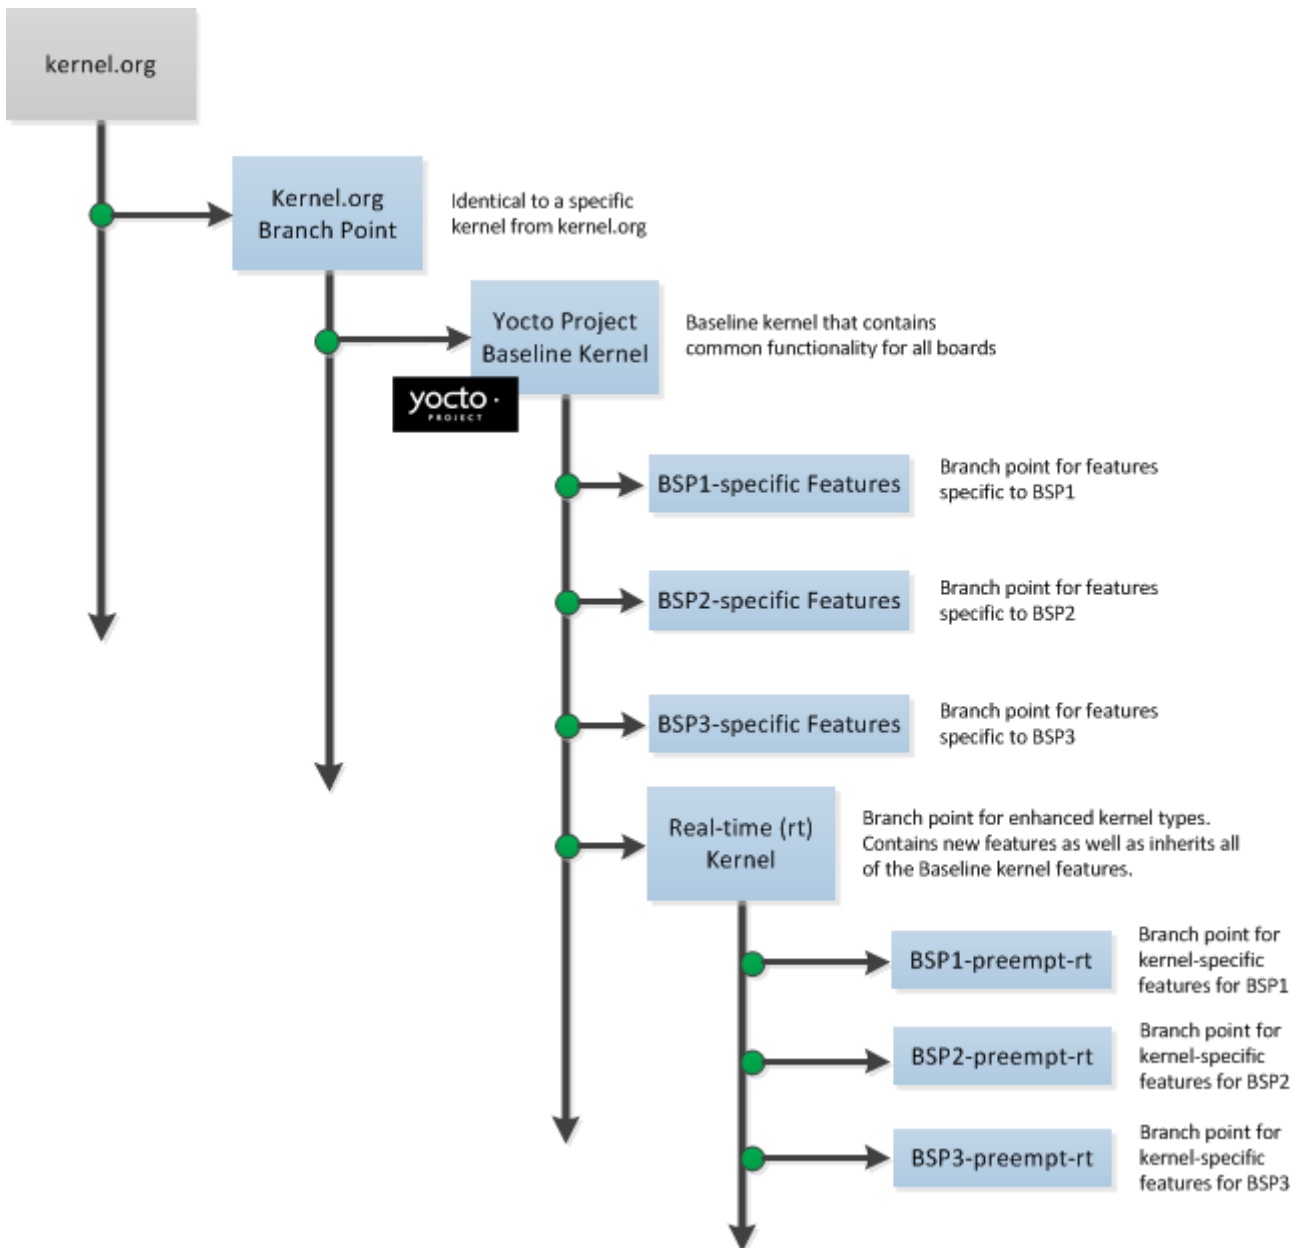 kernel.org
Kernel.org
Branch Point
Identical to a specific
kernel from kernel.org
Yocto Project
Baseline Kernel
Baseline kernel that contains
common functionality for all boards
yocto ·
PROJECT
BSP1-specific Features
Branch point for features
specific to BSP1
BSP2-specific Features
Branch point for features
specific to BSP2
BSP3-specific Features
Branch point for features
specific to BSP3
Real-time (rt)
Kernel
Branch point for enhanced kernel types.
Contains new features as well as inherits all
of the Baseline kernel features.
BSP1-preempt-rt
Branch point for
kernel-specific
features for BSP1
BSP2-preempt-rt
Branch point for
kernel-specific
features for BSP2
BSP3-preempt-rt
Branch point for
kernel-specific
features for BSP3